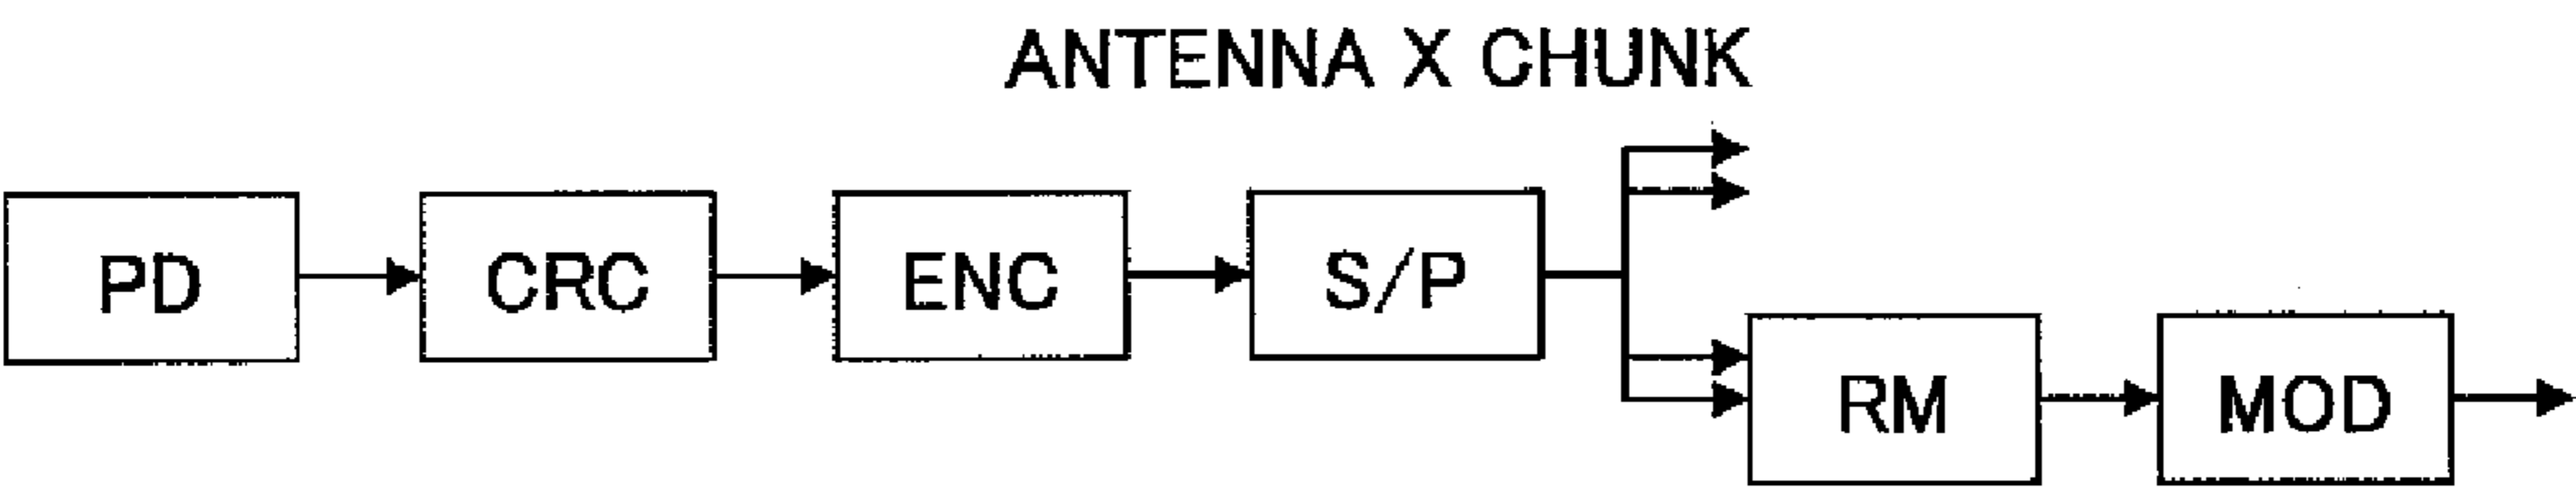 ANTENNA X CHUNK
PD
CRC
ENC
S/P
RM
MOD